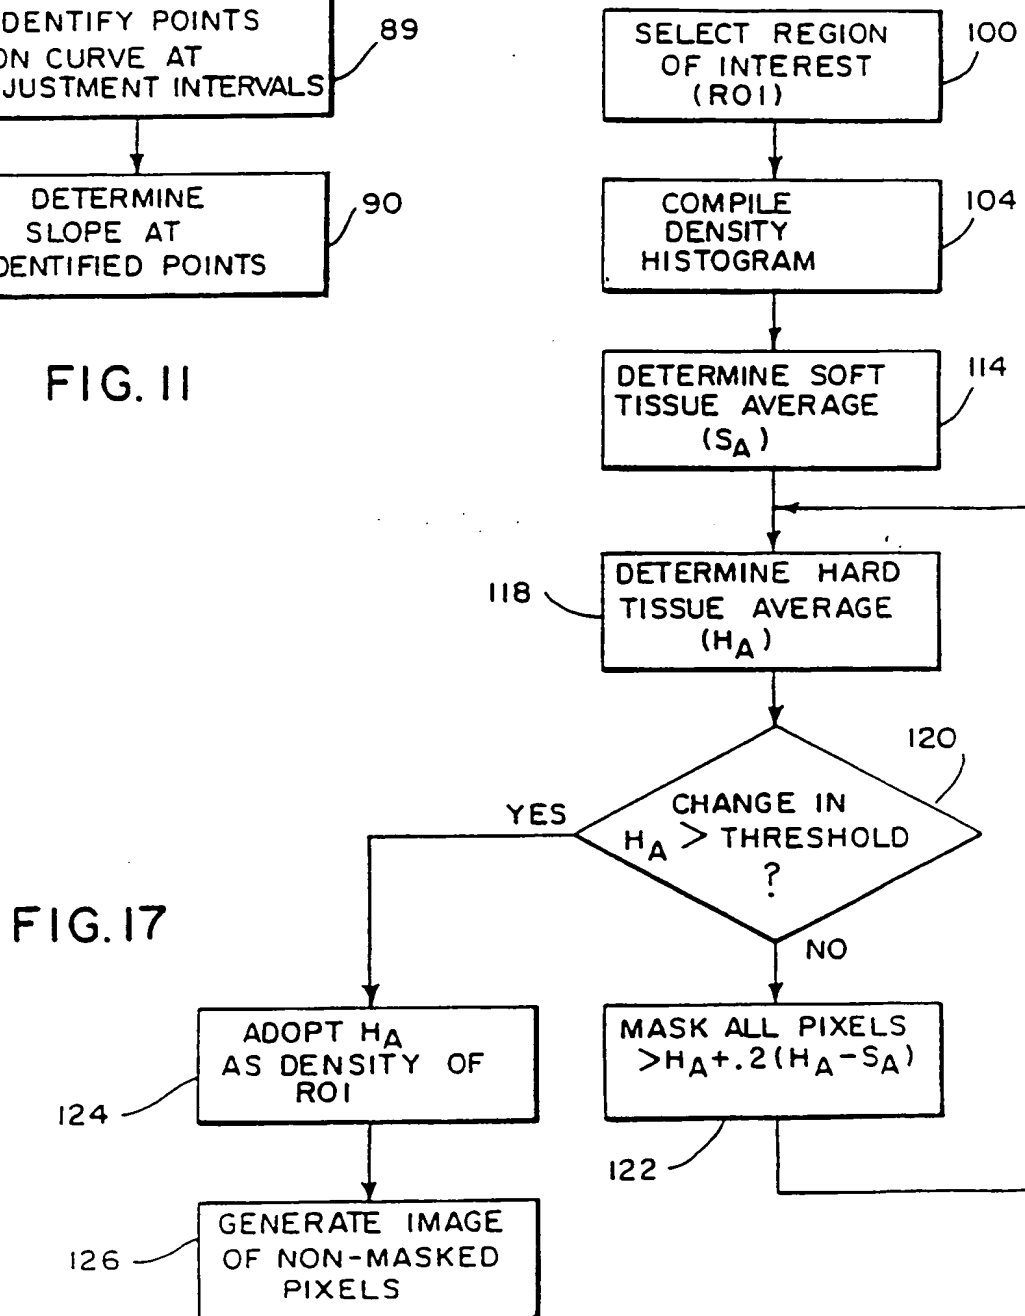 DENTIFY POINTS
ON CURVE AT
JUSTMENT INTERVALS
89
DETERMINE
SLOPE AT
DENTIFIED POINTS
90
FIG. 11
SELECT REGION
OF INTEREST
(ROI)
100
COMPILE
DENSITY
HISTOGRAM
104
DETERMINE SOFT
TISSUE AVERAGE
(SA)
114
DETERMINE HARD
TISSUE AVERAGE
(HA)
118
CHANGE IN
HA > THRESHOLD
?
120
YES
NO
FIG. 17
MASK ALL PIXELS
>HA+.2(HA-SA)
122
ADOPT HA
AS DENSITY OF
ROI
124
GENERATE IMAGE
OF NON-MASKED
PIXELS
126